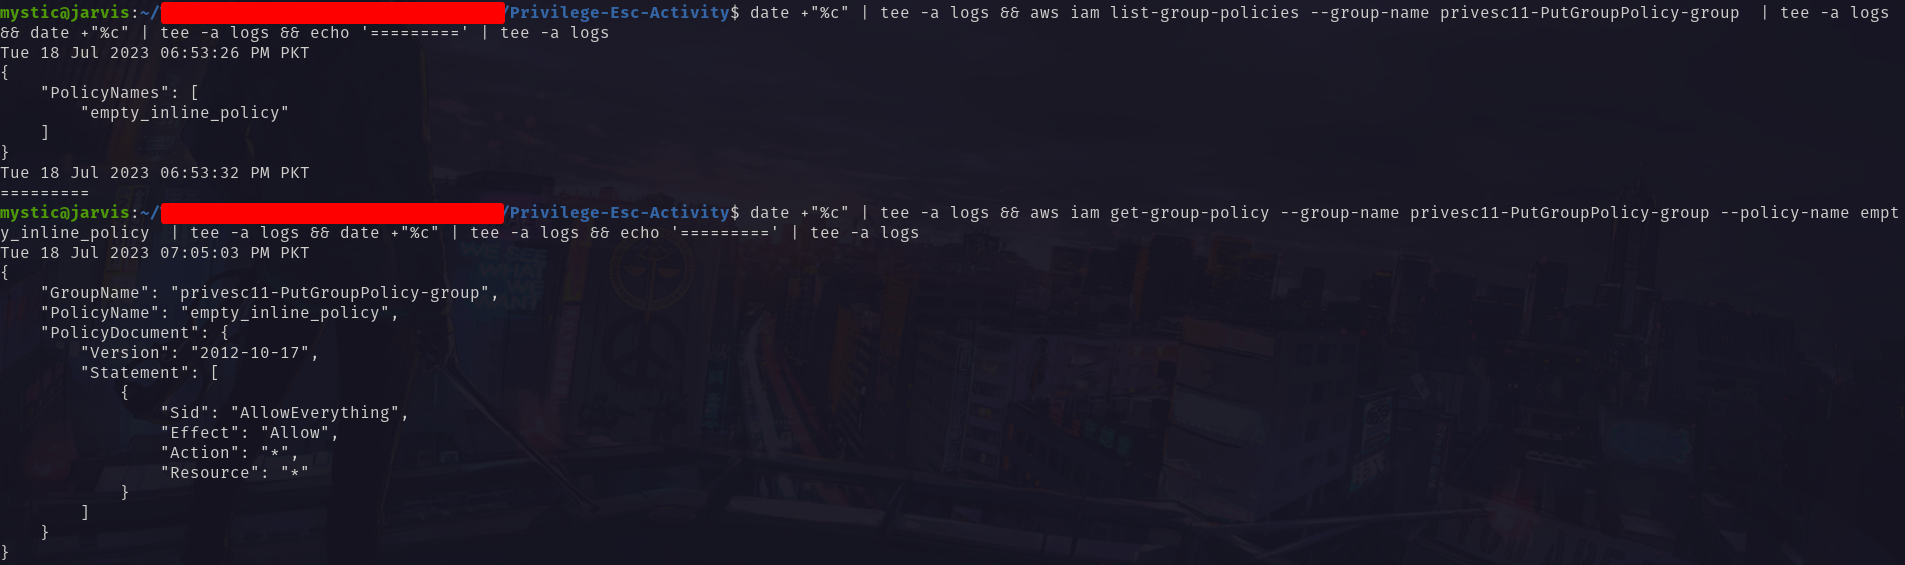 mystic@jarvis:~/ /Privilege-Esc-Activity$ date +"%c" | tee -a logs && aws iam list-group-policies --group-name privesc11-PutGroupPolicy-group  | tee -a logs
&& date +"%c" | tee -a logs && echo '=========' | tee -a logs
Tue 18 Jul 2023 06:53:26 PM PKT
{
    "PolicyNames": [
        "empty_inline_policy"
    ]
}
Tue 18 Jul 2023 06:53:32 PM PKT
=========
mystic@jarvis:~/ /Privilege-Esc-Activity$ date +"%c" | tee -a logs && aws iam get-group-policy --group-name privesc11-PutGroupPolicy-group --policy-name empt
y_inline_policy  | tee -a logs && date +"%c" | tee -a logs && echo '=========' | tee -a logs
Tue 18 Jul 2023 07:05:03 PM PKT
{
    "GroupName": "privesc11-PutGroupPolicy-group",
    "PolicyName": "empty_inline_policy",
    "PolicyDocument": {
        "Version": "2012-10-17",
        "Statement": [
            {
                "Sid": "AllowEverything",
                "Effect": "Allow",
                "Action": "*",
                "Resource": "*"
            }
        ]
    }
}